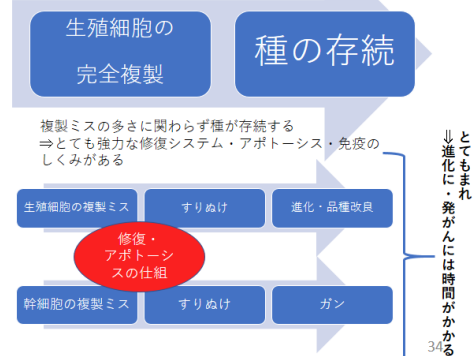 生殖細胞の
完全複製
種の存続
複製ミスの多さに関わらず種が存続する
⇒とても強力な修復システム・アポトーシス・免疫の
しくみがある
生殖細胞の複製ミス
すりぬけ
進化・品種改良
修復・
アポトーシ
スの仕組
幹細胞の複製ミス
すりぬけ
ガン
とてもまれ
⇒進化に・発がんには時間がかかる
34